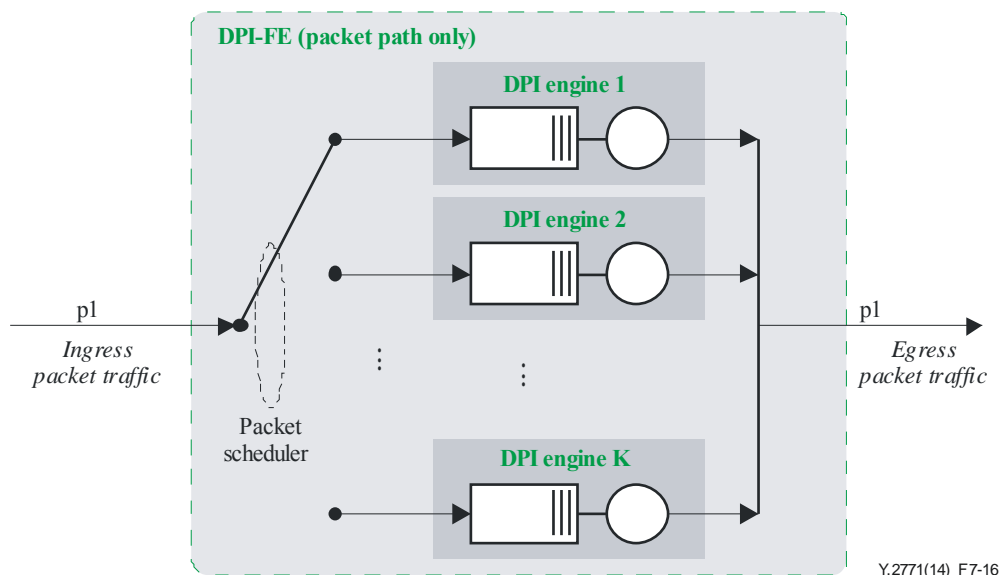 DPI-FE (packet path only)
DPI engine 1
DPI engine 2
p1
Ingress
packet traffic
p1
Egress
packet traffic
Packet
scheduler
DPI engine K
Y.2771(14)_F7-16